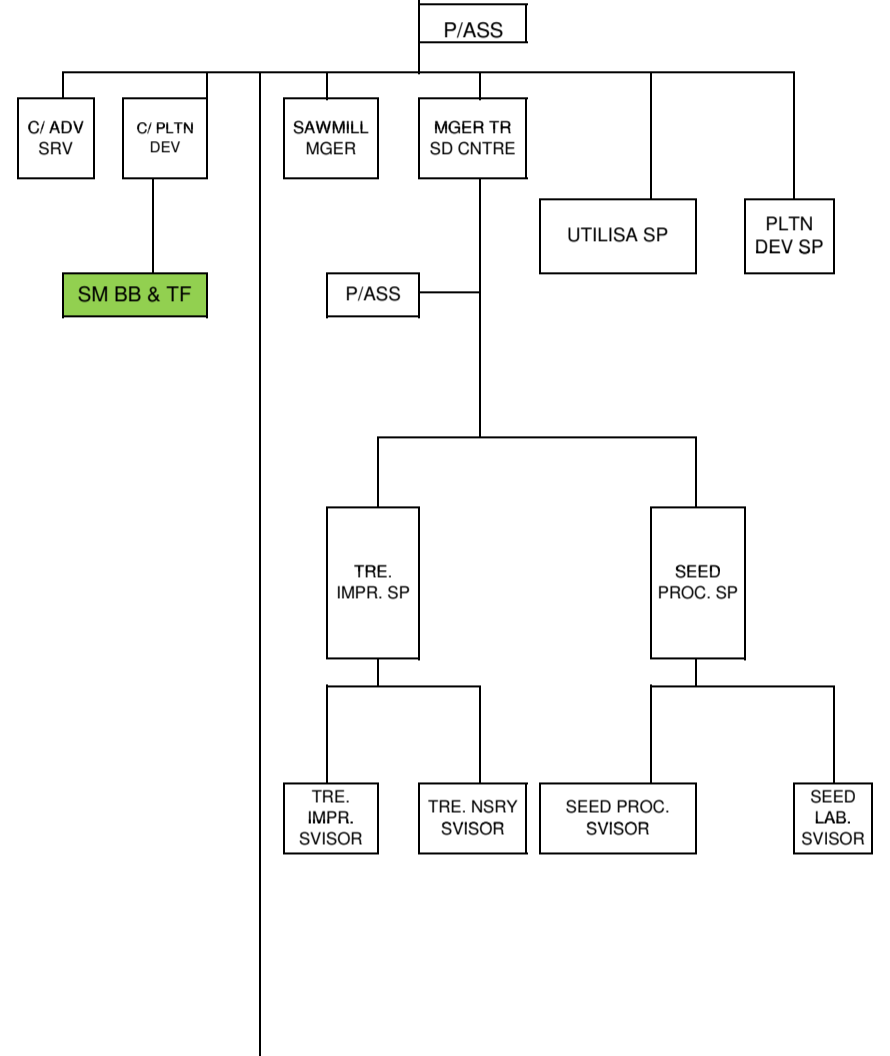 P/ASS
C/ ADV
SRV
C/ PLTN
DEV
SAWMILL
MGER
MGER TR
SD CNTRE
UTILISA SP
PLTN
DEV SP
SM BB & TF
P/ASS
TRE.
IMPR. SP
SEED
PROC. SP
TRE.
IMPR.
SVISOR
TRE. NSRY
SVISOR
SEED PROC.
SVISOR
SEED
LAB.
SVISOR